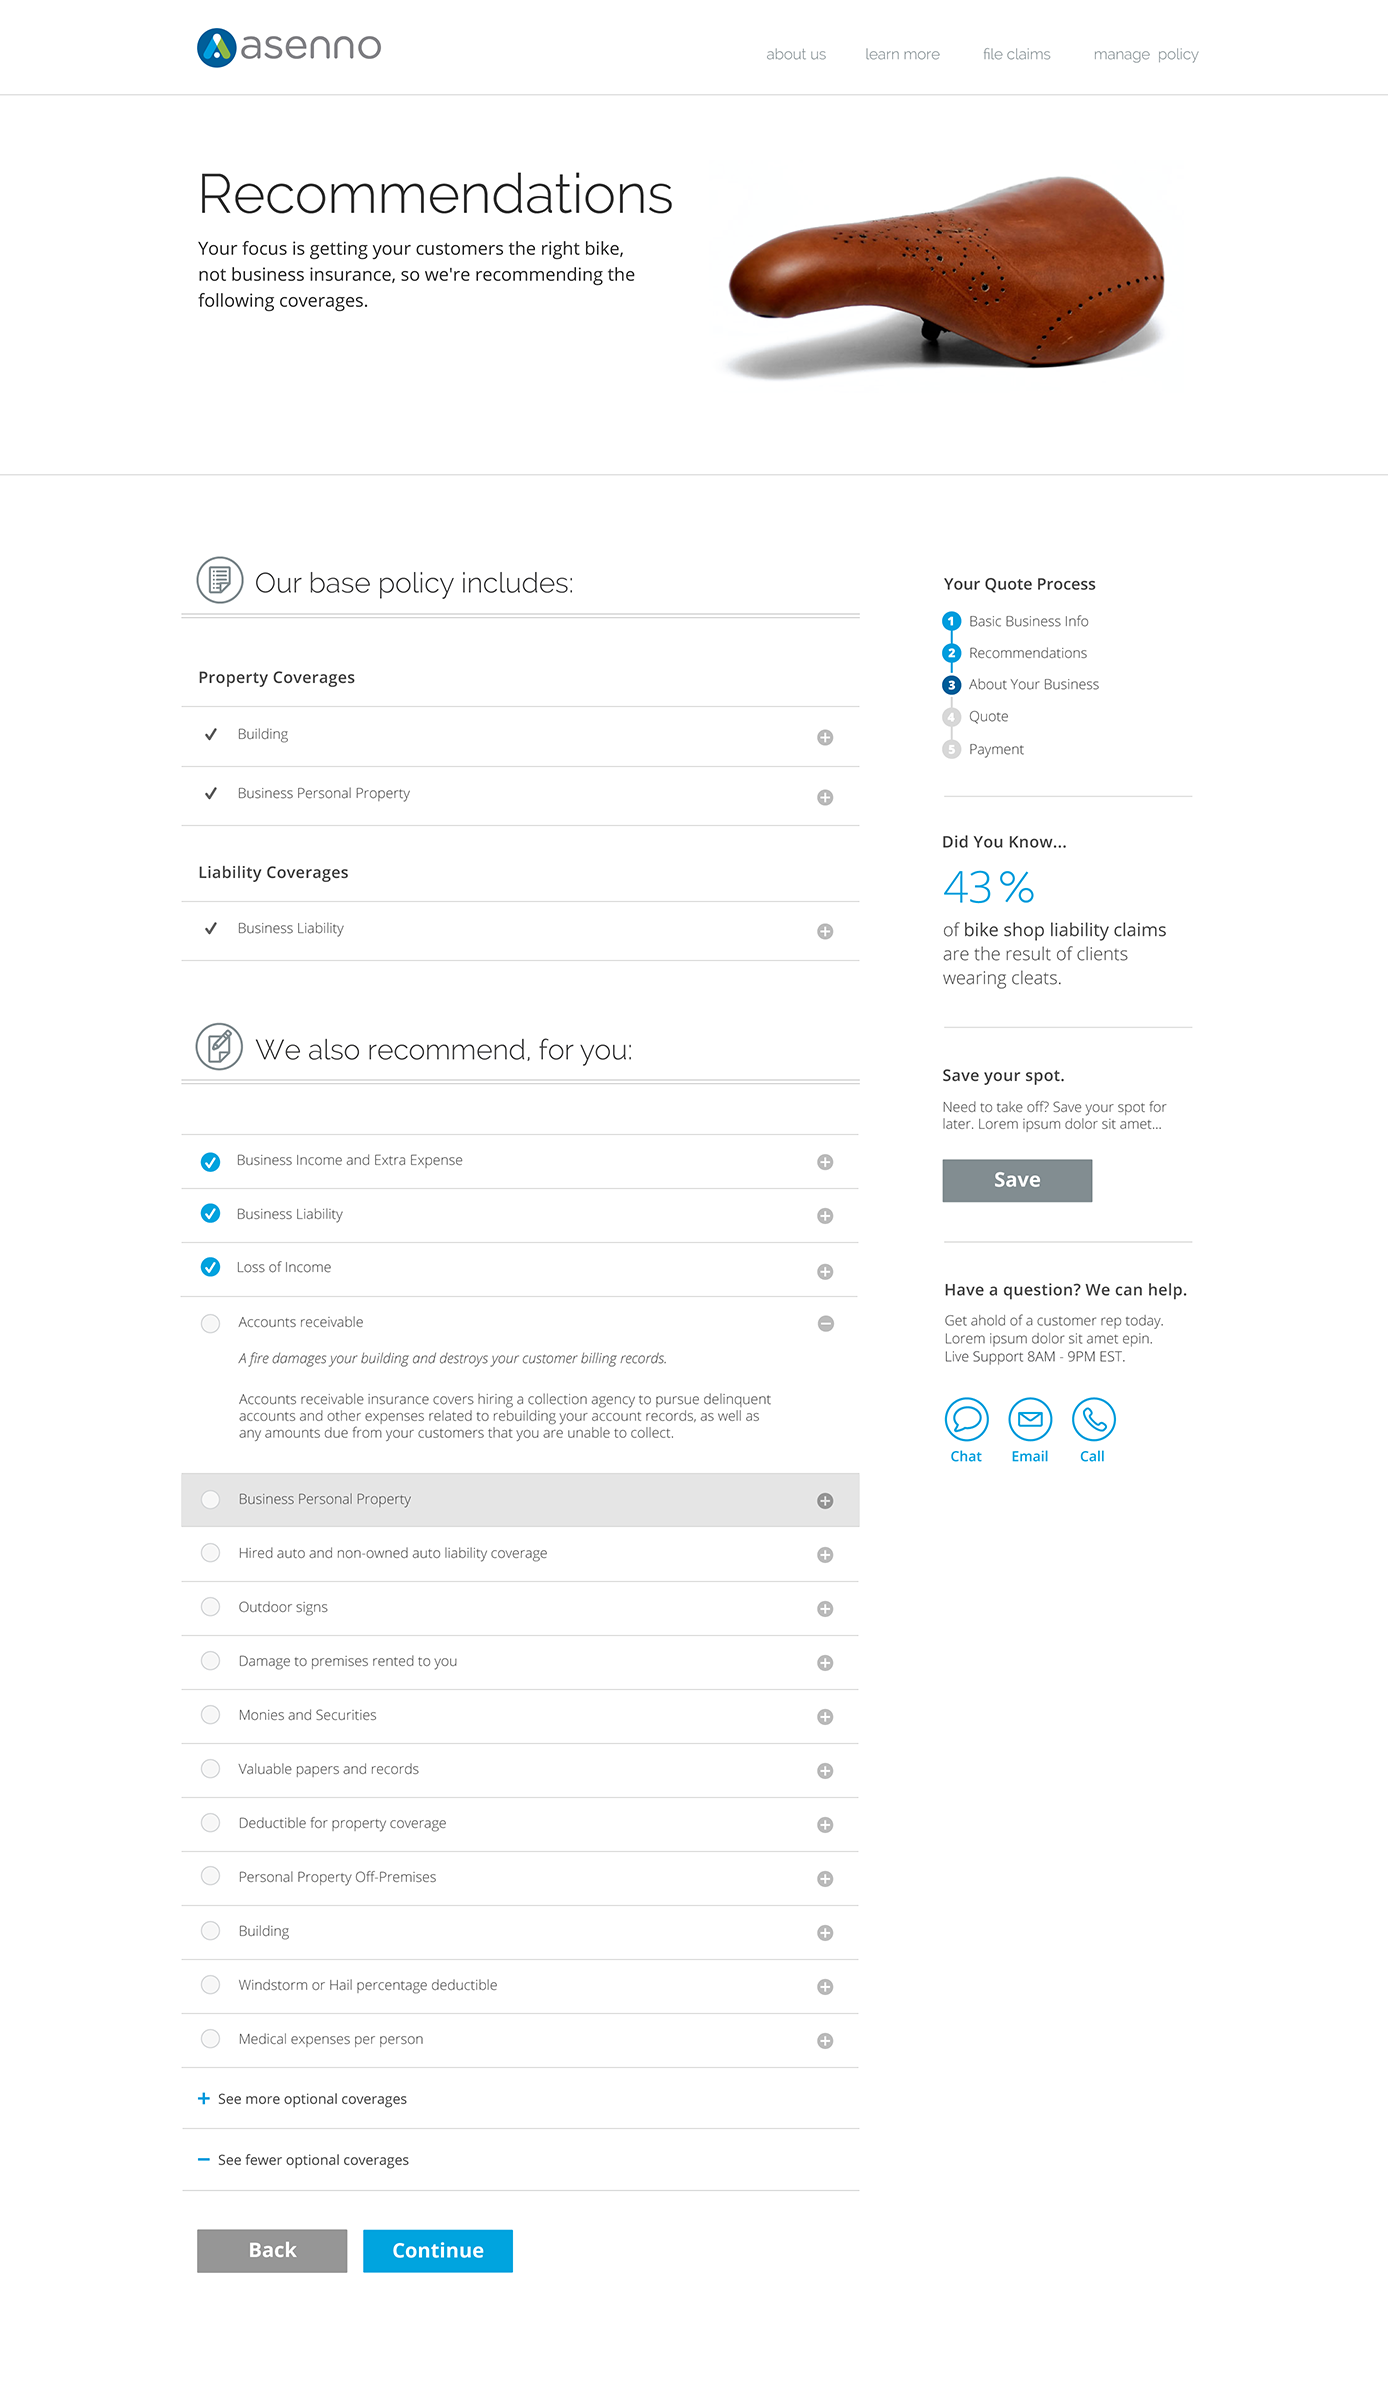 asenno
about us learn more file claims manage policy
Recommendations
Your focus is getting your customers the right bike,
not business insurance, so we're recommending the
following coverages.
Our base policy includes:
Property Coverages
Building
Business Personal Property
Liability Coverages
Business Liability
We also recommend, for you:
Business Income and Extra Expense
Business Liability
Loss of Income
Accounts receivable
A fire damages your building and destroys your customer billing records.
Accounts receivable insurance covers hiring a collection agency to pursue delinquent
accounts and other expenses related to rebuilding your account records, as well as
any amounts due from your customers that you are unable to collect.
Business Personal Property
Hired auto and non-owned auto liability coverage
Outdoor signs
Damage to premises rented to you
Monies and Securities
Valuable papers and records
Deductible for property coverage
Personal Property Off-Premises
Building
Windstorm or Hail percentage deductible
Medical expenses per person
See more optional coverages
See fewer optional coverages
Back Continue
Your Quote Process
1 Basic Business Info
2 Recommendations
3 About Your Business
4 Quote
5 Payment
Did You Know...
43%
of bike shop liability claims
are the result of clients
wearing cleats.
Save your spot.
Need to take off? Save your spot for
later. Lorem ipsum dolor sit amet...
Save
Have a question? We can help.
Get ahold of a customer rep today.
Lorem ipsum dolor sit amet epin.
Live Support 8AM - 9PM EST.
Chat Email Call